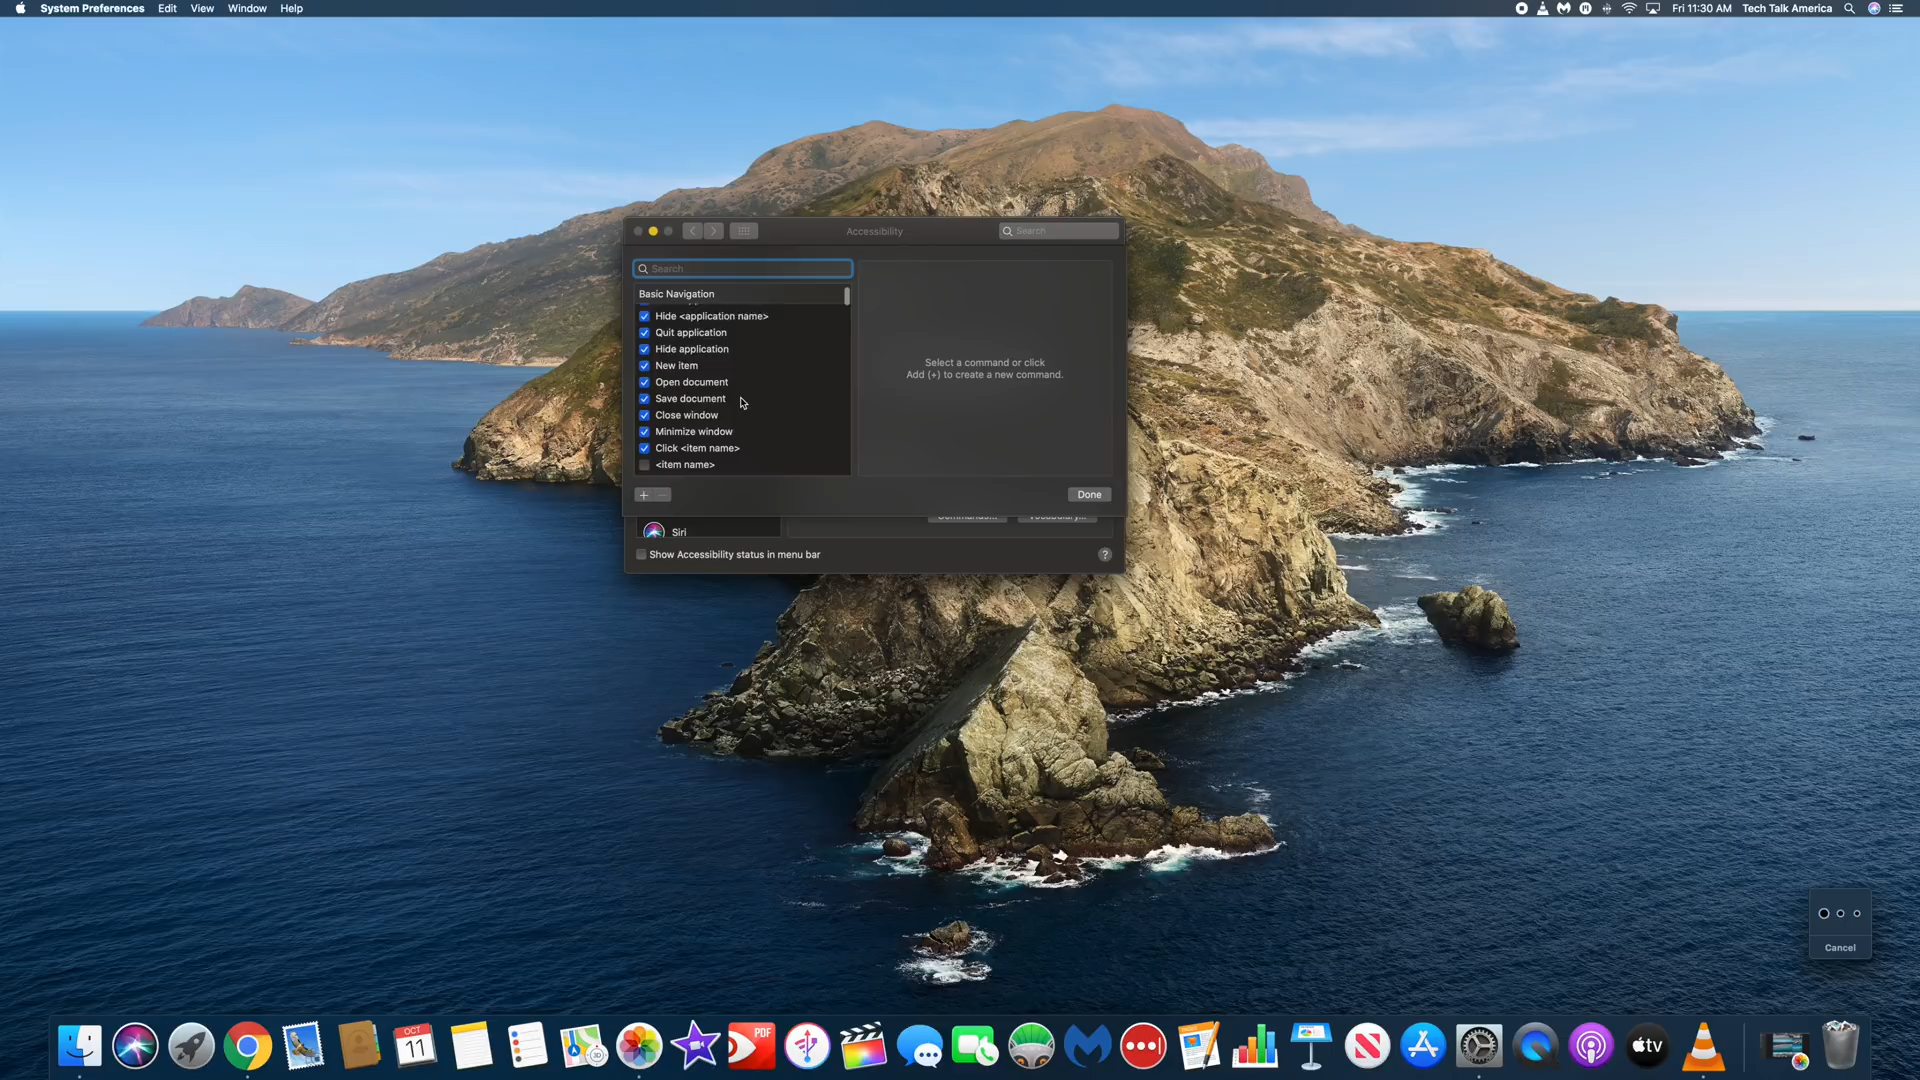 System Preferences Edit View Window Help
Fri 11:30 AM Tech Talk America
Accessibility
Search
Search
Basic Navigation
Hide <application name>
Quit application
Hide application
New item
Open document
Save document
Close window
Minimize window
Click <item name>
<item name>
Select a command or click
Add (+) to create a new command.
Done
Siri
Show Accessibility status in menu bar
?
Cancel
OCT
11
3D
PDF
tv